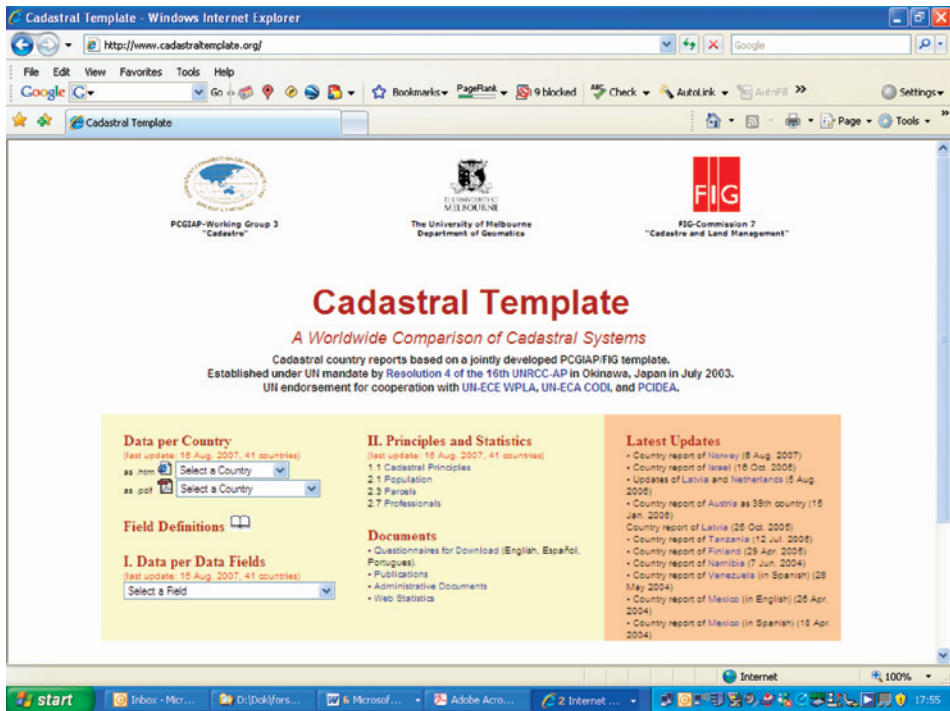 Cadastral Template - Windows Internet Explorer
http://www.cadastraltemplate.org/
Google
File Edit View Favorites Tools Help
Google G Go Bookmarks PageRank 9 blocked Check AutoLink AutoFill Settings
Cadastral Template
Page Tools
PCGIAP-Working Group 3
"Cadastre"
THE UNIVERSITY OF
MELBOURNE
The University of Melbourne
Department of Geomatics
FIG
FIG-Commission 7
"Cadastre and Land Management"
Cadastral Template
A Worldwide Comparison of Cadastral Systems
Cadastral country reports based on a jointly developed PCGIAP/FIG template.
Established under UN mandate by Resolution 4 of the 16th UNRCC-AP in Okinawa, Japan in July 2003.
UN endorsement for cooperation with UN-ECE WPLA, UN-ECA CODI, and PCIDEA.
Data per Country
(last update: 16 Aug. 2007, 41 countries)
as .htm Select a Country
as .pdf Select a Country
Field Definitions
I. Data per Data Fields
(last update: 16 Aug. 2007, 41 countries)
Select a Field
II. Principles and Statistics
(last update: 16 Aug. 2007, 41 countries)
1.1 Cadastral Principles
2.1 Population
2.3 Parcels
2.7 Professionals
Documents
• Questionnaires for Download (English, Español,
Portugues).
• Publications
• Administrative Documents
• Web Statistics
Latest Updates
• Country report of Norway (6 Aug. 2007)
• Country report of Israel (16 Oct. 2006)
• Updates of Latvia and Netherlands (5 Aug.
2006)
• Country report of Austria as 39th country (15
Jan. 2006)
Country report of Latvia (25 Oct. 2005)
• Country report of Tanzania (12 Jul. 2005)
• Country report of Finland (29 Apr. 2005)
• Country report of Namibia (7 Jun. 2004)
• Country report of Venezuela (in Spanish) (28
May 2004)
• Country report of Mexico (in English) (26 Apr.
2004)
• Country report of Mexico (in Spanish) (18 Apr.
2004)
Internet 100%
start Inbox - Micr... D:\Dok\fors... 6 Microsof... Adobe Acro... 2 Internet ... 17:55